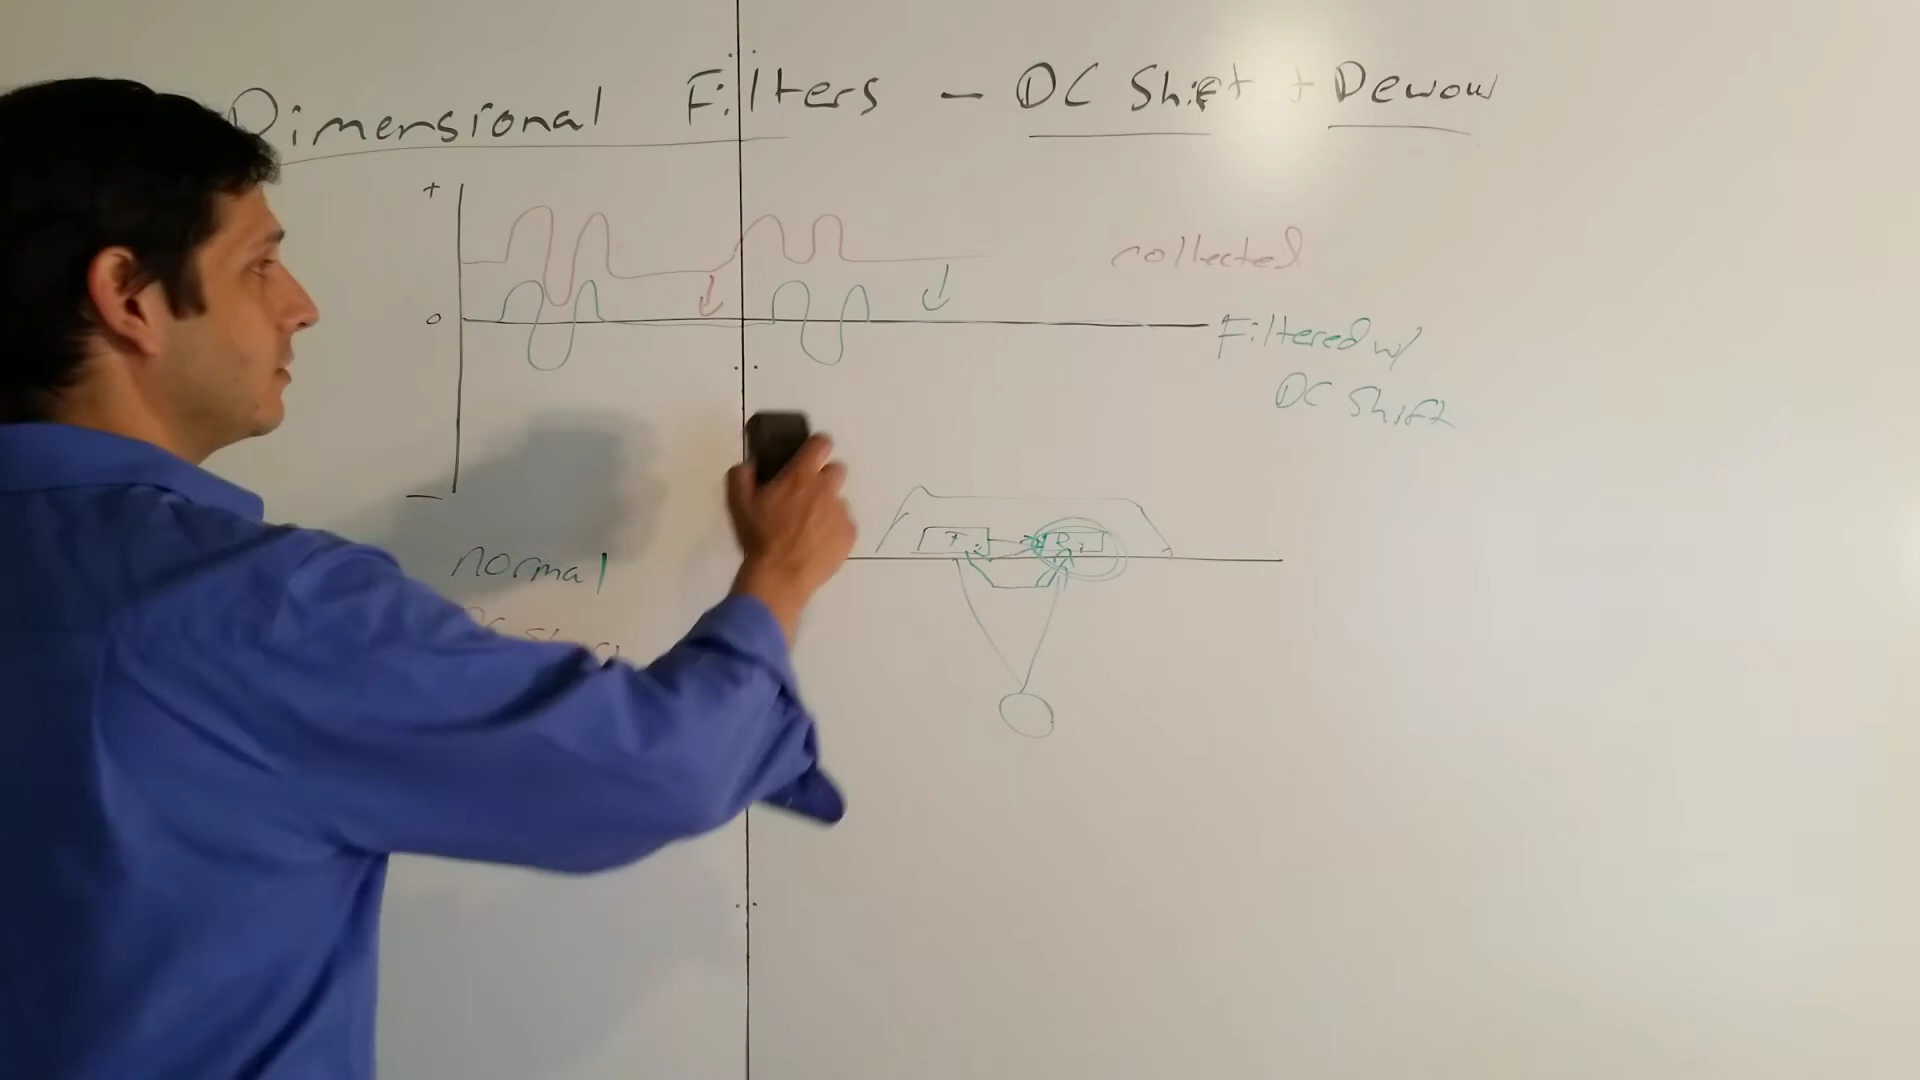 Dimensional Filters - DC Shift + Dewow
+
collected
0
Filtered w/
DC Shift
-
T
R
normal